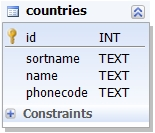 countries
id INT
sortname TEXT
name TEXT
phonecode TEXT
Constraints